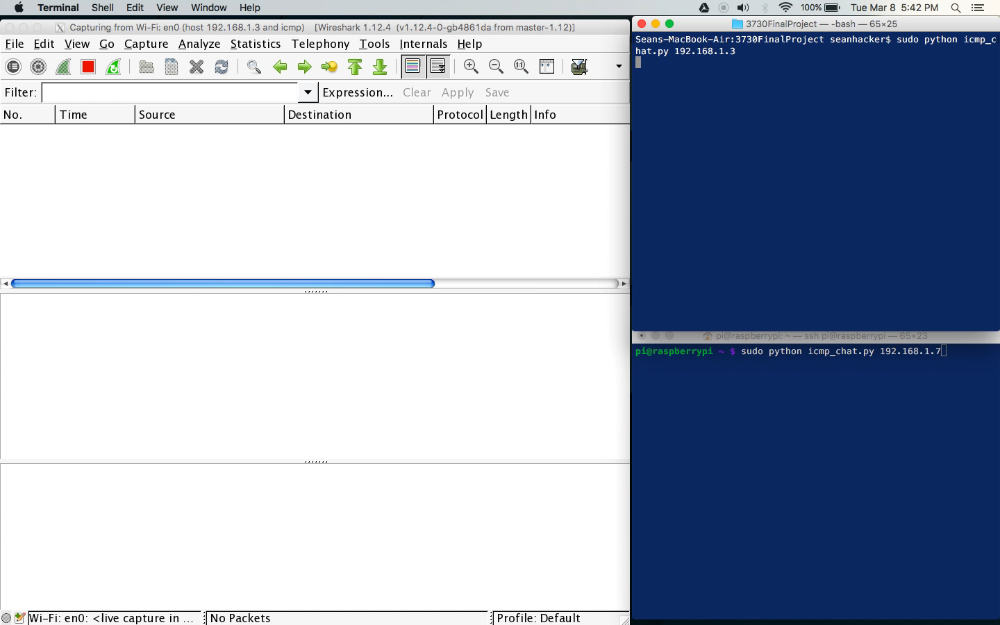 Terminal Shell Edit View Window Help 100% Tue Mar 8 5:42 PM
Capturing from Wi-Fi: en0 (host 192.168.1.3 and icmp) [Wireshark 1.12.4 (v1.12.4-0-gb4861da from master-1.12)]
File Edit View Go Capture Analyze Statistics Telephony Tools Internals Help
Filter: Expression... Clear Apply Save
No. Time Source Destination Protocol Length Info
Wi-Fi: en0: <live capture in ... No Packets Profile: Default
3730FinalProject — -bash — 65×25
Seans-MacBook-Air:3730FinalProject seanhacker$ sudo python icmp_c
hat.py 192.168.1.3
pi@raspberrypi: ~ — ssh pi@raspberrypi — 65×23
pi@raspberrypi ~ $ sudo python icmp_chat.py 192.168.1.7